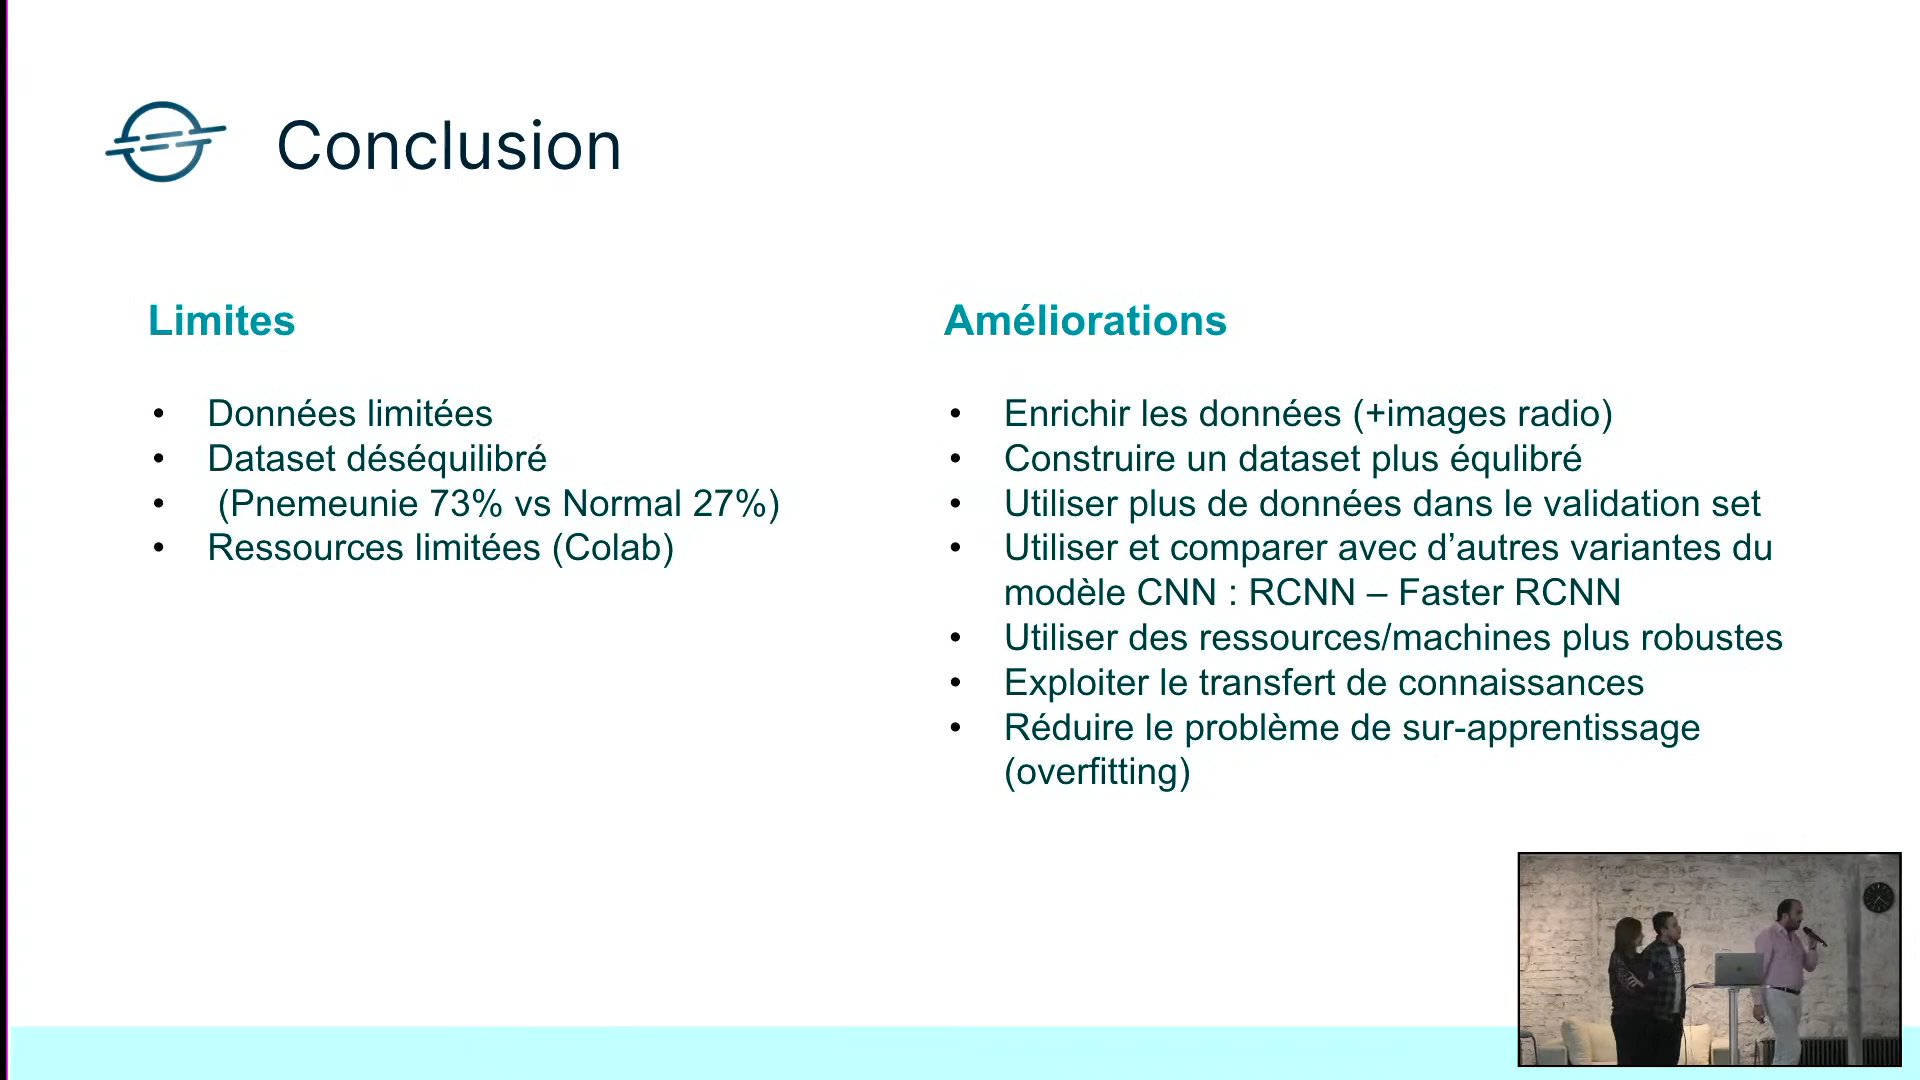 Conclusion
Limites
• Données limitées
• Dataset déséquilibré
• (Pnemeunie 73% vs Normal 27%)
• Ressources limitées (Colab)
Améliorations
• Enrichir les données (+images radio)
• Construire un dataset plus équlibré
• Utiliser plus de données dans le validation set
• Utiliser et comparer avec d’autres variantes du
modèle CNN : RCNN – Faster RCNN
• Utiliser des ressources/machines plus robustes
• Exploiter le transfert de connaissances
• Réduire le problème de sur-apprentissage
(overfitting)